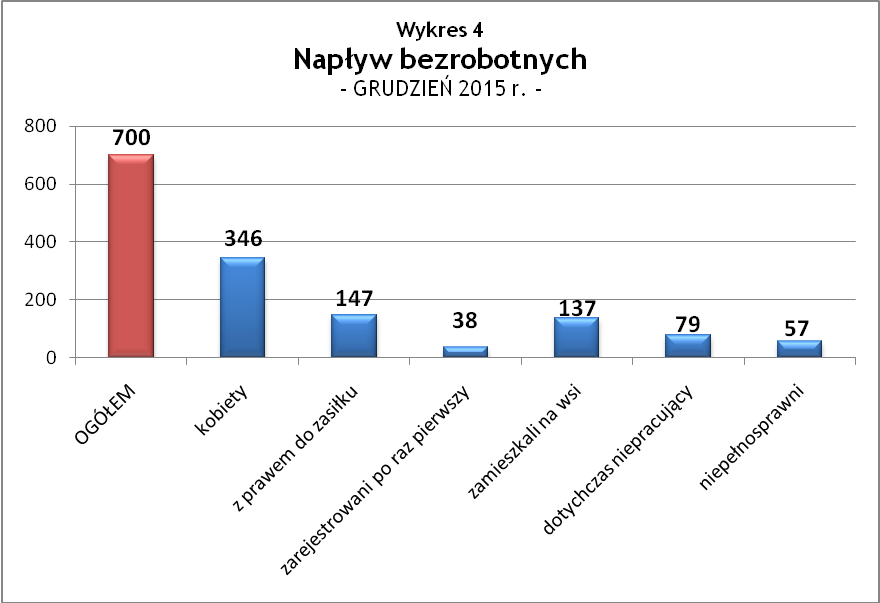 Wykres 4
Napływ bezrobotnych
- GRUDZIEŃ 2015 r. -
800
600
400
200
0
700
346
147
38
137
79
57
OGÓŁEM
kobiety
z prawem do zasiłku
zarejestrowani po raz pierwszy
zamieszkali na wsi
dotychczas niepracujący
niepełnosprawni